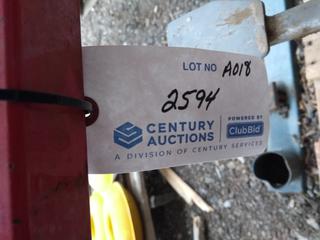 LOT NO A018
2594
CENTURY AUCTIONS
POWERED BY
ClubBid
A DIVISION OF CENTURY SERVICES